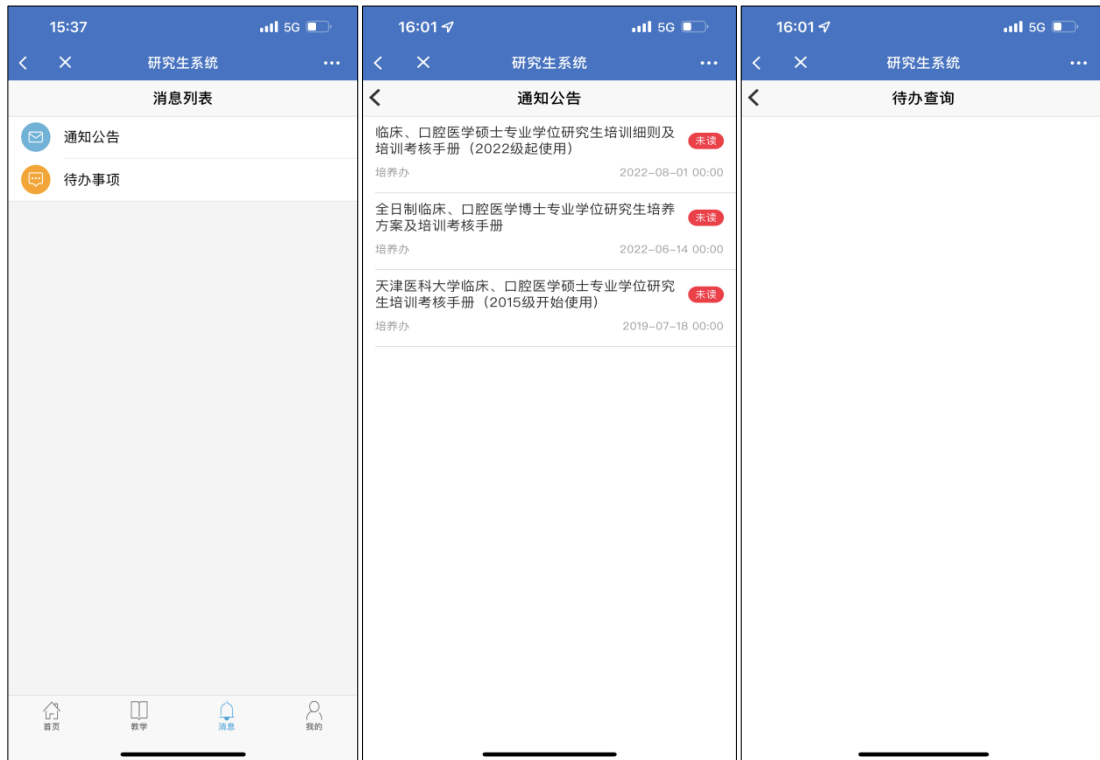 15:37
5G
研究生系统
消息列表
通知公告
待办事项
首页
教学
消息
我的
16:01
5G
研究生系统
通知公告
临床、口腔医学硕士专业学位研究生培训细则及
培训考核手册（2022级起使用）
未读
培养办
2022-08-01 00:00
全日制临床、口腔医学博士专业学位研究生培养
方案及培训考核手册
未读
培养办
2022-06-14 00:00
天津医科大学临床、口腔医学硕士专业学位研究
生培训考核手册（2015级开始使用）
未读
培养办
2019-07-18 00:00
16:01
5G
研究生系统
待办查询